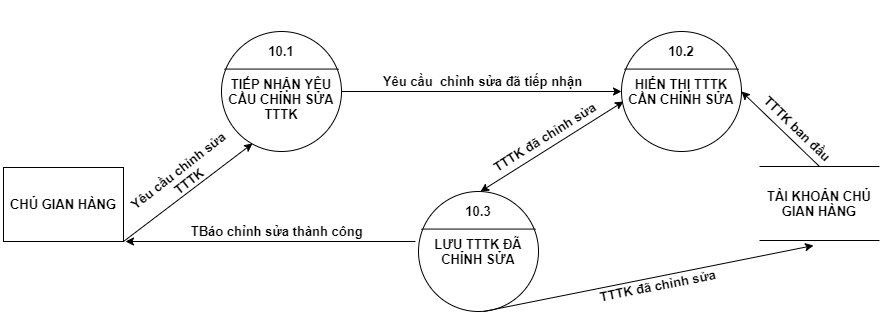 10.1
TIẾP NHẬN YÊU
CẦU CHỈNH SỬA
TTTK
Yêu cầu chỉnh sửa đã tiếp nhận
10.2
HIỂN THỊ TTTK
CẦN CHỈNH SỬA
Yêu cầu chỉnh sửa
TTTK
TTTK đã chỉnh sửa
TTTK ban đầu
CHỦ GIAN HÀNG
TÀI KHOẢN CHỦ
GIAN HÀNG
10.3
LƯU TTTK ĐÃ
CHỈNH SỬA
TBáo chỉnh sửa thành công
TTTK đã chỉnh sửa